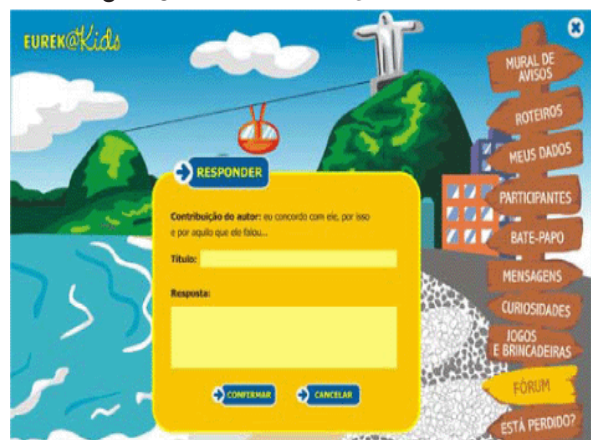 EUREK@Kids
RESPONDER
Contribuição do autor: eu concordo com ele, por isso
e por aquilo que ele falou...
Título:
Resposta:
CONFIRMAR
CANCELAR
X
MURAL DE
AVISOS
ROTEIROS
MEUS DADOS
PARTICIPANTES
BATE-PAPO
MENSAGENS
CURIOSIDADES
JOGOS
E BRINCADEIRAS
FÓRUM
ESTÁ PERDIDO?